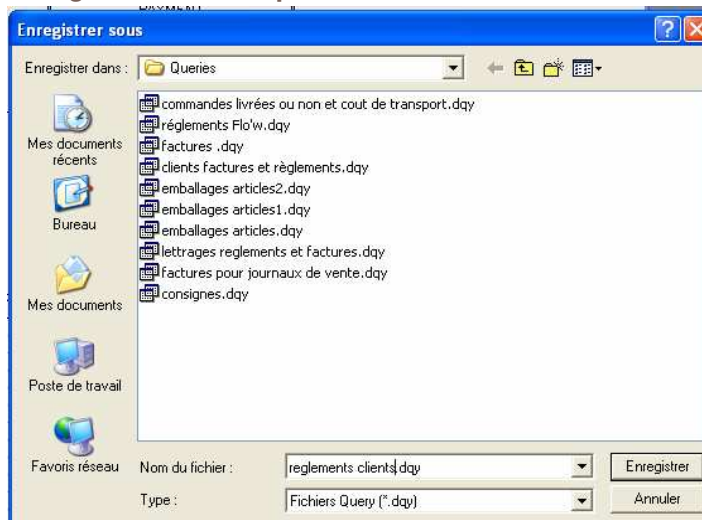 PAYMENT
Enregistrer sous
Enregistrer dans :
Queries
Mes documents récents
Bureau
Mes documents
Poste de travail
Favoris réseau
commandes livrées ou non et cout de transport.dqy
réglements Flo'w.dqy
factures .dqy
clients factures et règlements.dqy
emballages articles2.dqy
emballages articles1.dqy
emballages articles.dqy
lettrages reglements et factures.dqy
factures pour journaux de vente.dqy
consignes.dqy
Nom du fichier :
reglements clients.dqy
Enregistrer
Type :
Fichiers Query (*.dqy)
Annuler